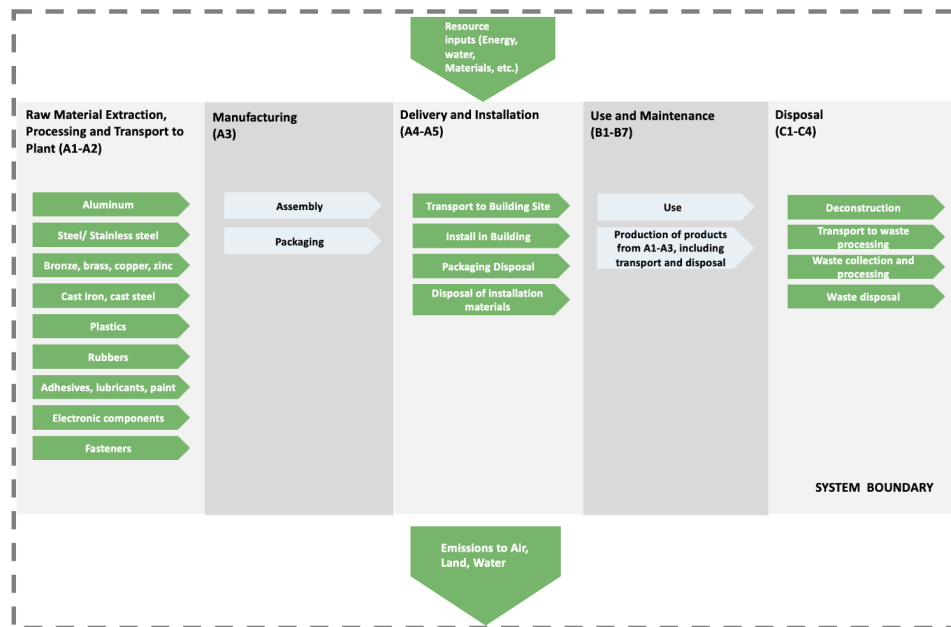 Resource
inputs (Energy,
water,
Materials, etc.)
Raw Material Extraction,
Processing and Transport to
Plant (A1-A2)
Aluminum
Steel/ Stainless steel
Bronze, brass, copper, zinc
Cast iron, cast steel
Plastics
Rubbers
Adhesives, lubricants, paint
Electronic components
Fasteners
Manufacturing
(A3)
Assembly
Packaging
Delivery and Installation
(A4-A5)
Transport to Building Site
Install in Building
Packaging Disposal
Disposal of installation
materials
Use and Maintenance
(B1-B7)
Use
Production of products
from A1-A3, including
transport and disposal
Disposal
(C1-C4)
Deconstruction
Transport to waste
processing
Waste collection and
processing
Waste disposal
SYSTEM BOUNDARY
Emissions to Air,
Land, Water